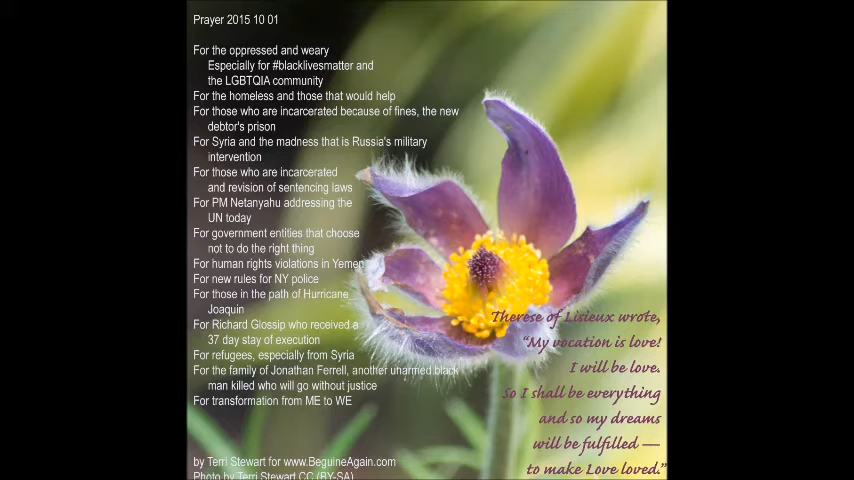 Prayer 2015 10 01
For the oppressed and weary
Especially for #blacklivesmatter and
the LGBTQIA community
For the homeless and those that would help
For those who are incarcerated because of fines, the new
debtor's prison
For Syria and the madness that is Russia's military
intervention
For those who are incarcerated
and revision of sentencing laws
For PM Netanyahu addressing the
UN today
For government entities that choose
not to do the right thing
For human rights violations in Yemen
For new rules for NY police
For those in the path of Hurricane
Joaquin
For Richard Glossip who received a
37 day stay of execution
For refugees, especially from Syria
For the family of Jonathan Ferrell, another unarmed black
man killed who will go without justice
For transformation from ME to WE
by Terri Stewart for www.BeguineAgain.com
Photo by Terri Stewart CC (BY-SA)
Therese of Lisieux wrote,
“My vocation is love!
I will be love.
So I shall be everything
and so my dreams
will be fulfilled —
to make Love loved.”